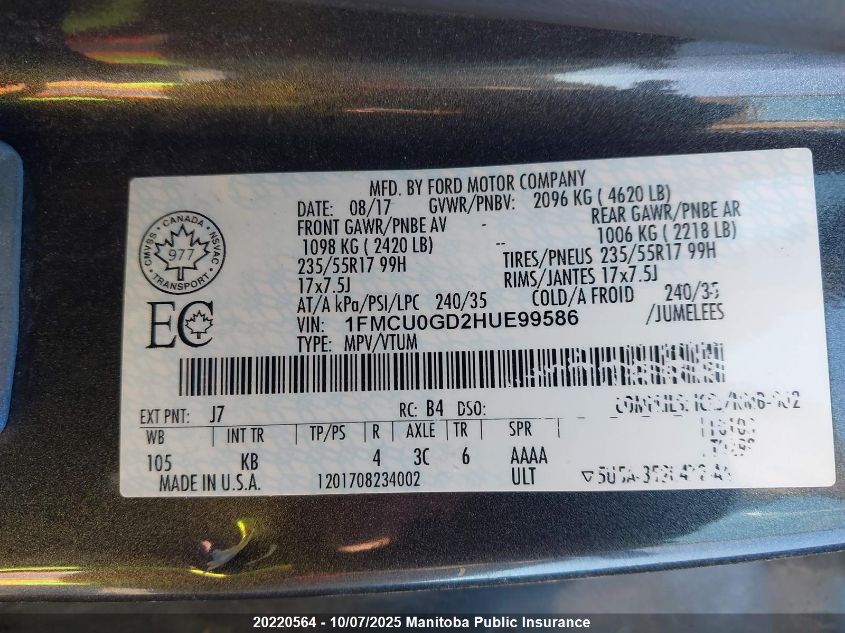 MFD. BY FORD MOTOR COMPANY
DATE: 08/17 GVWR/PNBV: 2096 KG ( 4620 LB)
FRONT GAWR/PNBE AV - REAR GAWR/PNBE AR
1098 KG ( 2420 LB) -- 1006 KG ( 2218 LB)
235/55R17 99H TIRES/PNEUS 235/55R17 99H
17x7.5J RIMS/JANTES 17x7.5J
AT/A kPa/PSI/LPC 240/35 COLD/A FROID 240/35
VIN: 1FMCU0GD2HUE99586 /JUMELEES
TYPE: MPV/VTUM
CANADA
CMVSS NSVAC
977
TRANSPORT
EC
EXT PNT: J7 RC: B4 DSO:
WB INT TR TP/PS R AXLE TR SPR
105 KB 4 3C 6 AAAA
MADE IN U.S.A. 1201708234002 ULT
20220564 - 10/07/2025 Manitoba Public Insurance